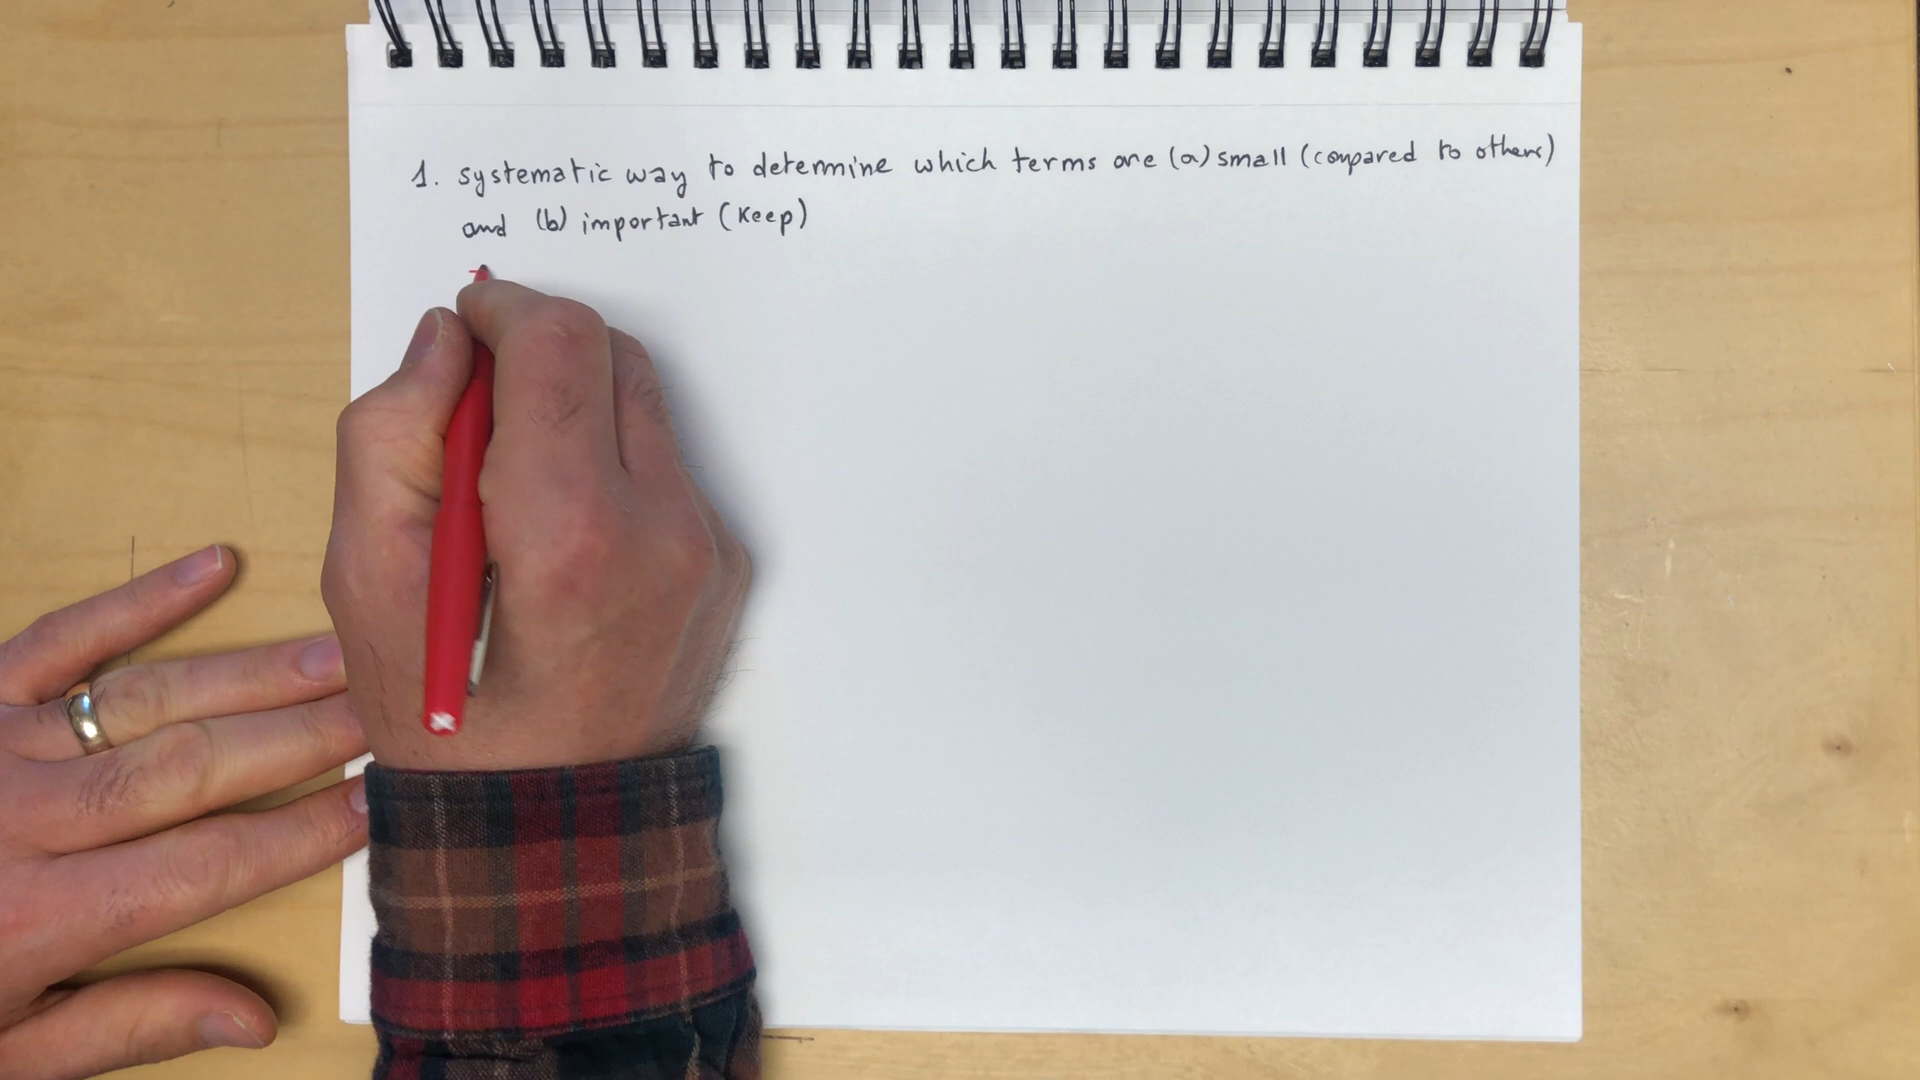 1. systematic way to determine which terms are (a) small (compared to others)
and (b) important (Keep)